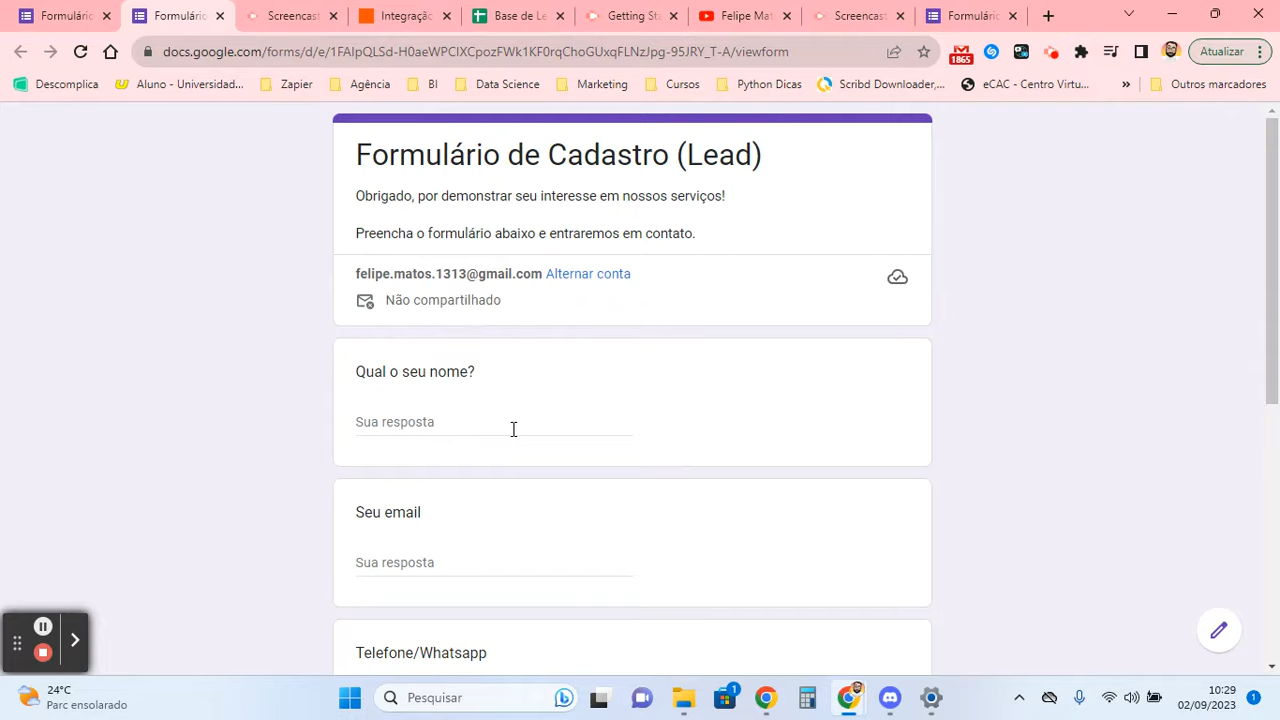 Formulário
Formulário
Screencast
Integração
Base de Le
Getting St
Felipe Mat
Screencast
Formulário
docs.google.com/forms/d/e/1FAIpQLSd-H0aeWPCIXCpozFWk1KF0rqChoGUxqFLNzJpg-95JRY_T-A/viewform
1865
Atualizar
Descomplica
Aluno - Universidad...
Zapier
Agência
BI
Data Science
Marketing
Cursos
Python Dicas
Scribd Downloader,...
eCAC - Centro Virtu...
»
Outros marcadores
Formulário de Cadastro (Lead)
Obrigado, por demonstrar seu interesse em nossos serviços!
Preencha o formulário abaixo e entraremos em contato.
felipe.matos.1313@gmail.com Alternar conta
Não compartilhado
Qual o seu nome?
Sua resposta
Seu email
Sua resposta
Telefone/Whatsapp
24°C
Parc ensolarado
Pesquisar
1
10:29
02/09/2023
1